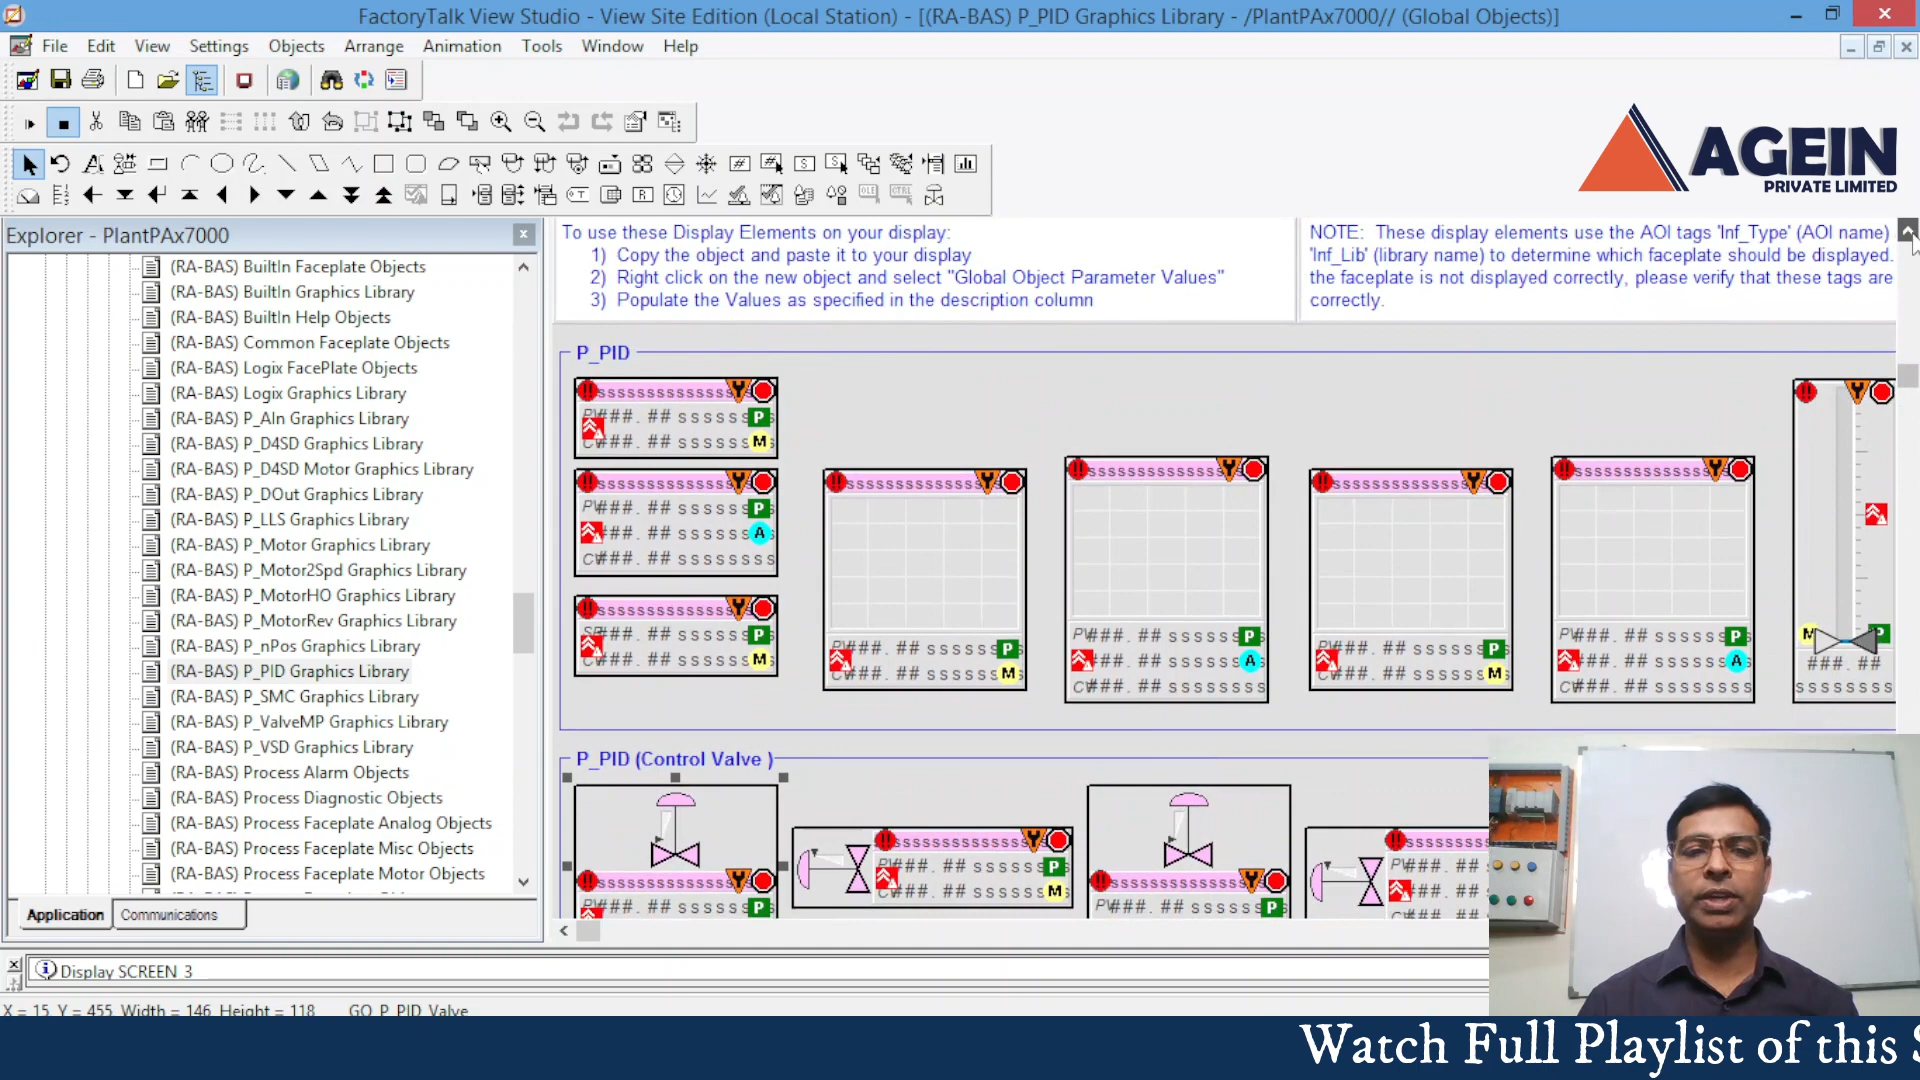 FactoryTalk View Studio - View Site Edition (Local Station) - [(RA-BAS) P_PID Graphics Library - /PlantPAx7000// (Global Objects)]
File Edit View Settings Objects Arrange Animation Tools Window Help
AGEIN
PRIVATE LIMITED
Explorer - PlantPAx7000
(RA-BAS) BuiltIn Faceplate Objects
(RA-BAS) BuiltIn Graphics Library
(RA-BAS) BuiltIn Help Objects
(RA-BAS) Common Faceplate Objects
(RA-BAS) Logix FacePlate Objects
(RA-BAS) Logix Graphics Library
(RA-BAS) P_AIn Graphics Library
(RA-BAS) P_D4SD Graphics Library
(RA-BAS) P_D4SD Motor Graphics Library
(RA-BAS) P_DOut Graphics Library
(RA-BAS) P_LLS Graphics Library
(RA-BAS) P_Motor Graphics Library
(RA-BAS) P_Motor2Spd Graphics Library
(RA-BAS) P_MotorHO Graphics Library
(RA-BAS) P_MotorRev Graphics Library
(RA-BAS) P_nPos Graphics Library
(RA-BAS) P_PID Graphics Library
(RA-BAS) P_SMC Graphics Library
(RA-BAS) P_ValveMP Graphics Library
(RA-BAS) P_VSD Graphics Library
(RA-BAS) Process Alarm Objects
(RA-BAS) Process Diagnostic Objects
(RA-BAS) Process Faceplate Analog Objects
(RA-BAS) Process Faceplate Misc Objects
(RA-BAS) Process Faceplate Motor Objects
Application Communications
To use these Display Elements on your display:
1) Copy the object and paste it to your display
2) Right click on the new object and select "Global Object Parameter Values"
3) Populate the Values as specified in the description column
NOTE: These display elements use the AOI tags 'Inf_Type' (AOI name)
'Inf_Lib' (library name) to determine which faceplate should be displayed.
the faceplate is not displayed correctly, please verify that these tags are
correctly.
P_PID
P_PID (Control Valve )
Display SCREEN 3
X = 15, Y = 455, Width = 146, Height = 118 GO_P_PID_Valve
Watch Full Playlist of this